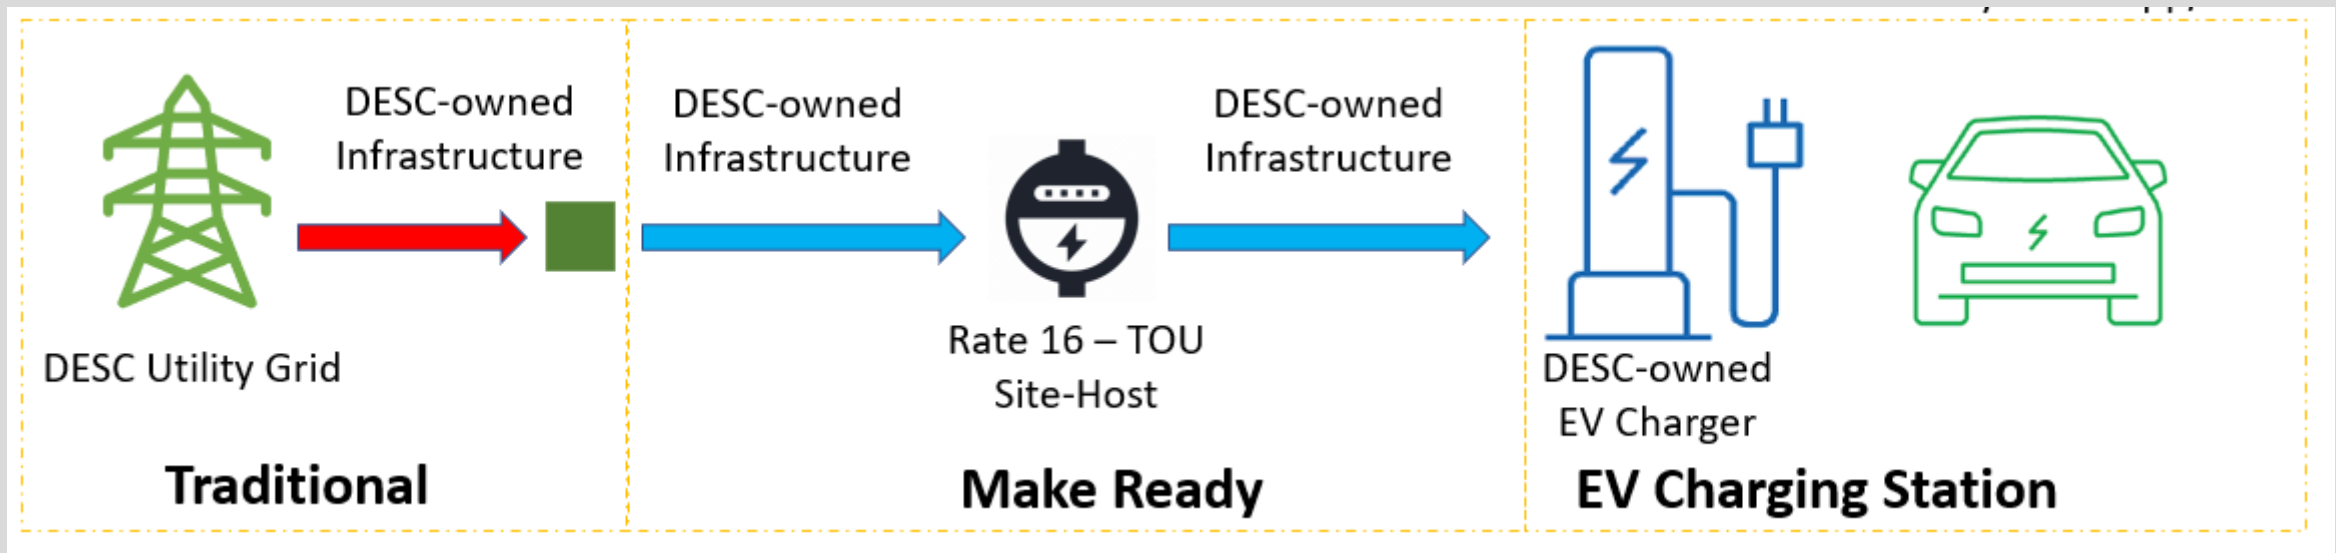 DESC-owned
Infrastructure
DESC Utility Grid
Traditional
DESC-owned
Infrastructure
DESC-owned
Infrastructure
Rate 16 – TOU
Site-Host
Make Ready
DESC-owned
EV Charger
EV Charging Station